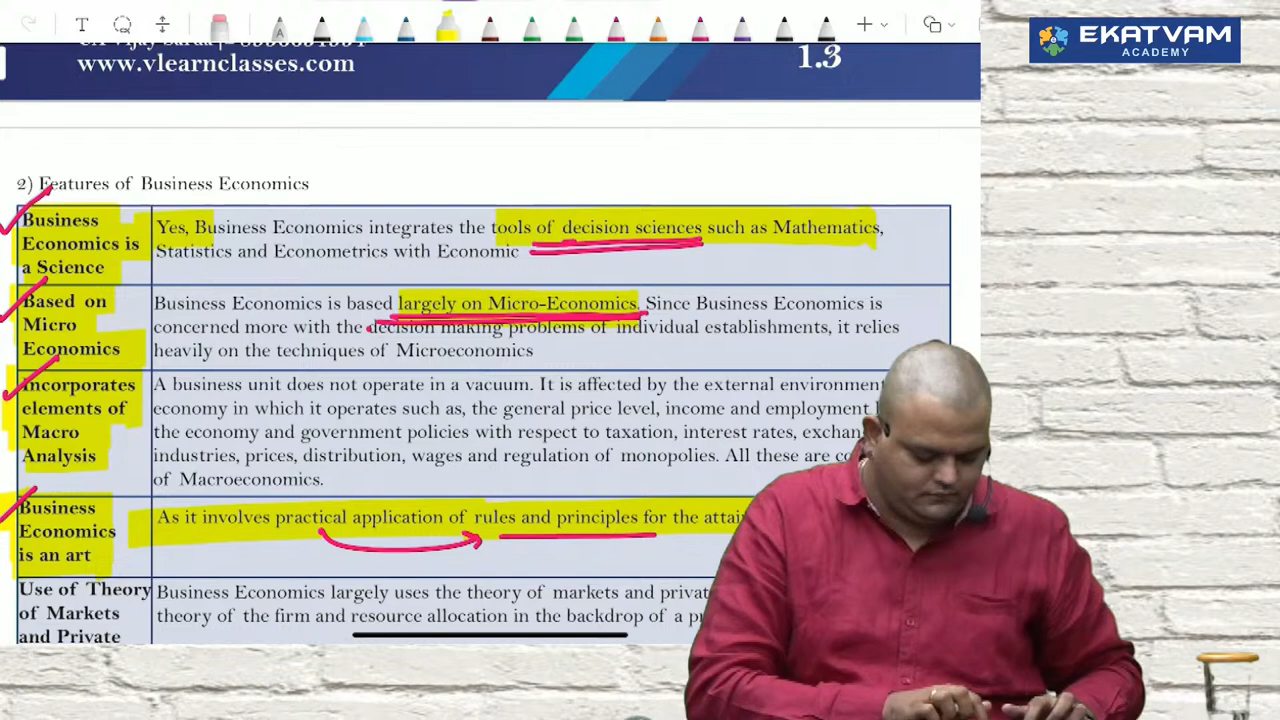 EKATVAM
ACADEMY
www.vlearnclasses.com
1.3
2) Features of Business Economics
Business
Economics is
a Science
Yes, Business Economics integrates the tools of decision sciences such as Mathematics,
Statistics and Econometrics with Economic
Based on
Micro
Economics
Business Economics is based largely on Micro-Economics. Since Business Economics is
concerned more with the decision making problems of individual establishments, it relies
heavily on the techniques of Microeconomics
Incorporates
elements of
Macro
Analysis
A business unit does not operate in a vacuum. It is affected by the external environment
economy in which it operates such as, the general price level, income and employment
the economy and government policies with respect to taxation, interest rates,
industries, prices, distribution, wages and regulation of monopolies. All these are
of Macroeconomics.
Business
Economics
is an art
As it involves practical application of rules and principles for the
Use of Theory
of Markets
and Private
Business Economics largely uses the theory of markets and
theory of the firm and resource allocation in the backdrop of a